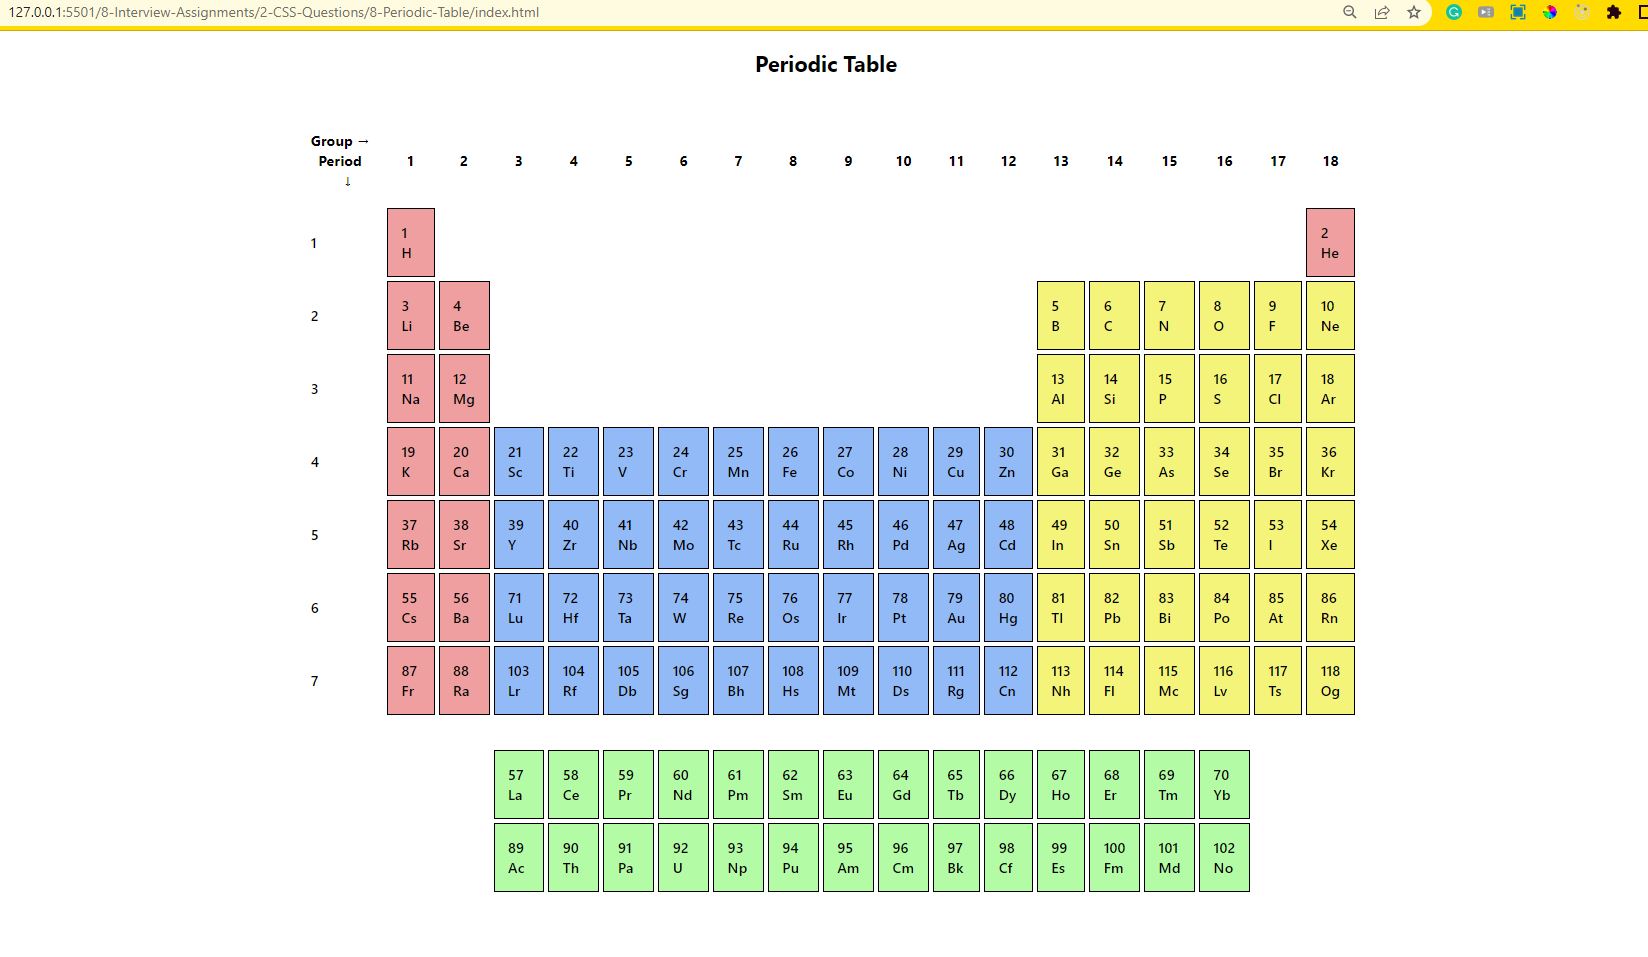 127.0.0.1:5501/8-Interview-Assignments/2-CSS-Questions/8-Periodic-Table/index.html
Periodic Table
Group →
Period 1 2 3 4 5 6 7 8 9 10 11 12 13 14 15 16 17 18
↓
1 2
1
H He
3 4 5 6 7 8 9 10
2
Li Be B C N O F Ne
11 12 13 14 15 16 17 18
3
Na Mg Al Si P S Cl Ar
19 20 21 22 23 24 25 26 27 28 29 30 31 32 33 34 35 36
4
K Ca Sc Ti V Cr Mn Fe Co Ni Cu Zn Ga Ge As Se Br Kr
37 38 39 40 41 42 43 44 45 46 47 48 49 50 51 52 53 54
5
Rb Sr Y Zr Nb Mo Tc Ru Rh Pd Ag Cd In Sn Sb Te I Xe
55 56 71 72 73 74 75 76 77 78 79 80 81 82 83 84 85 86
6
Cs Ba Lu Hf Ta W Re Os Ir Pt Au Hg Tl Pb Bi Po At Rn
87 88 103 104 105 106 107 108 109 110 111 112 113 114 115 116 117 118
7
Fr Ra Lr Rf Db Sg Bh Hs Mt Ds Rg Cn Nh Fl Mc Lv Ts Og
57 58 59 60 61 62 63 64 65 66 67 68 69 70
La Ce Pr Nd Pm Sm Eu Gd Tb Dy Ho Er Tm Yb
89 90 91 92 93 94 95 96 97 98 99 100 101 102
Ac Th Pa U Np Pu Am Cm Bk Cf Es Fm Md No